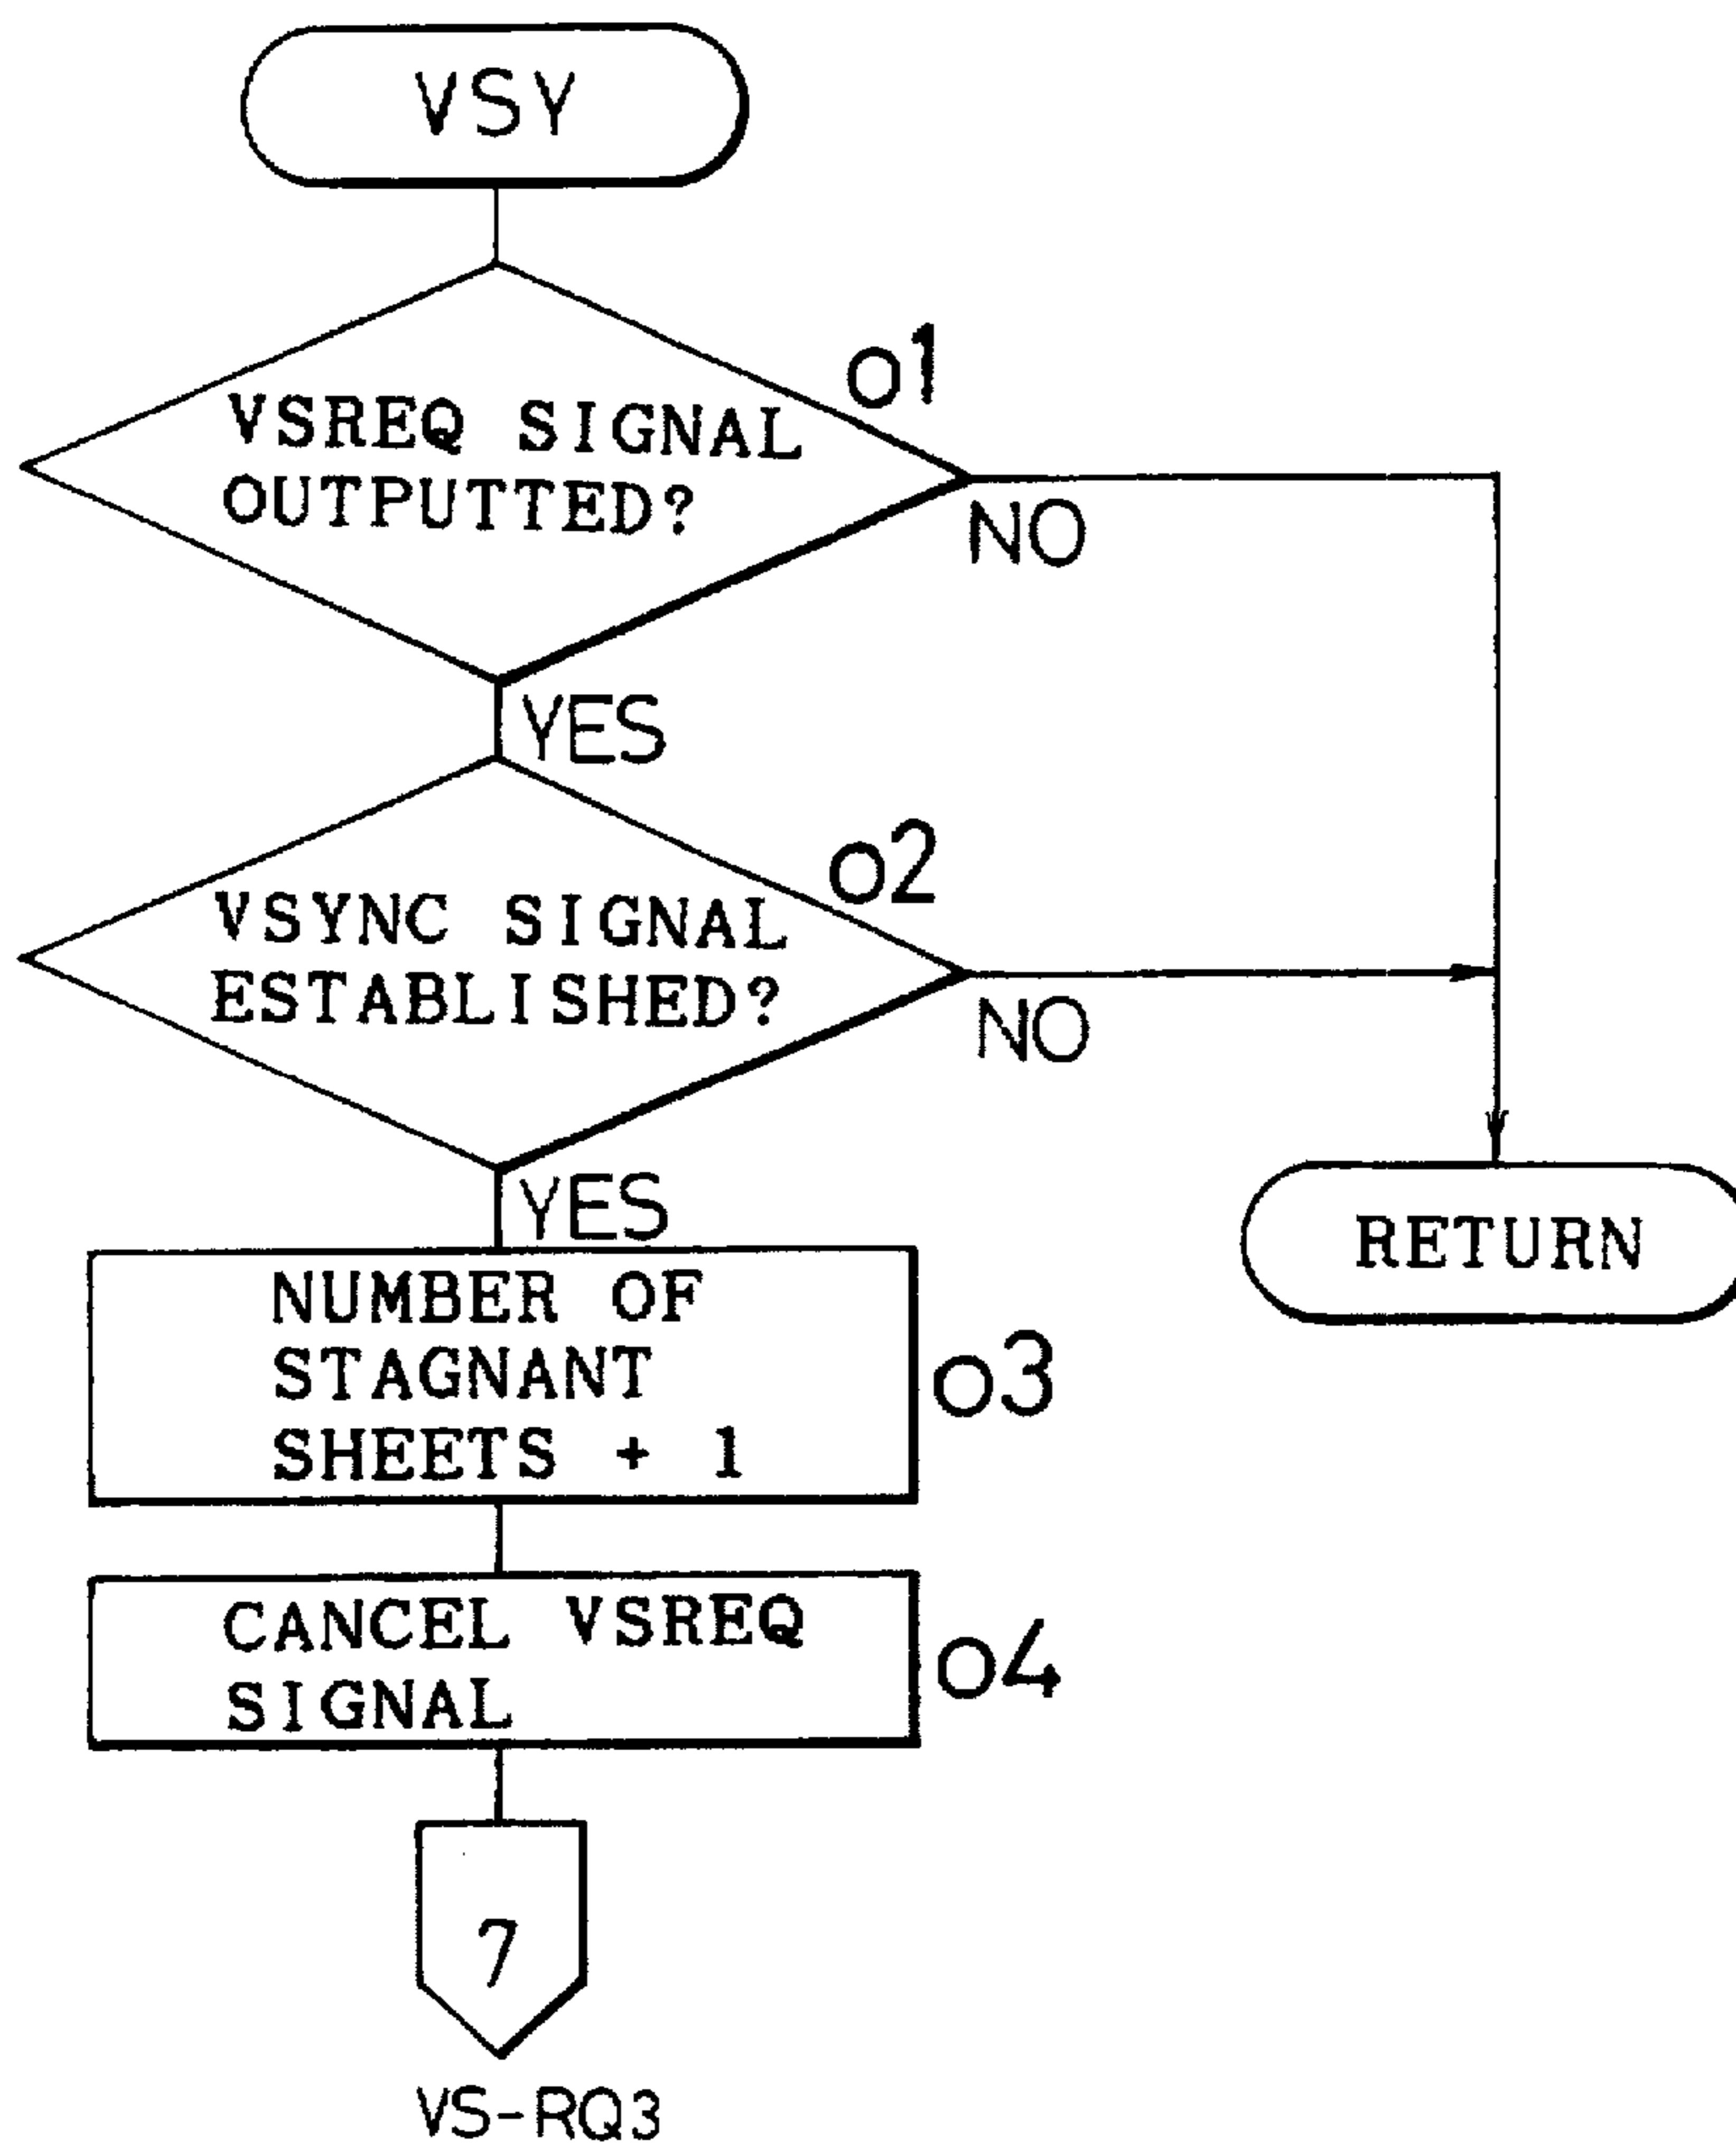 VSY
o1
VSREQ SIGNAL
OUTPUTTED?
NO
YES
o2
VSYNC SIGNAL
ESTABLISHED?
NO
YES
RETURN
NUMBER OF
STAGNANT
SHEETS + 1
o3
CANCEL VSREQ
SIGNAL
o4
7
VS-RQ3